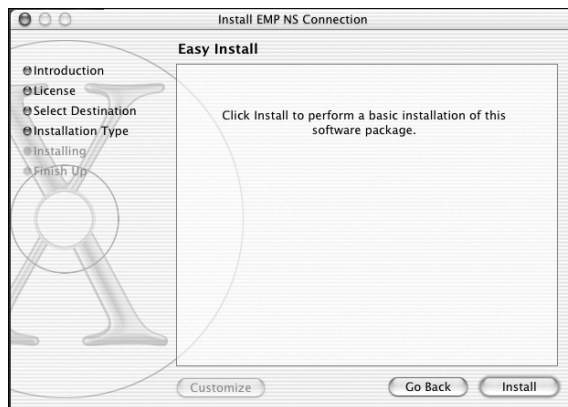 Install EMP NS Connection
Easy Install
Introduction
License
Select Destination
Installation Type
Installing
Finish Up
Click Install to perform a basic installation of this
software package.
Customize
Go Back
Install